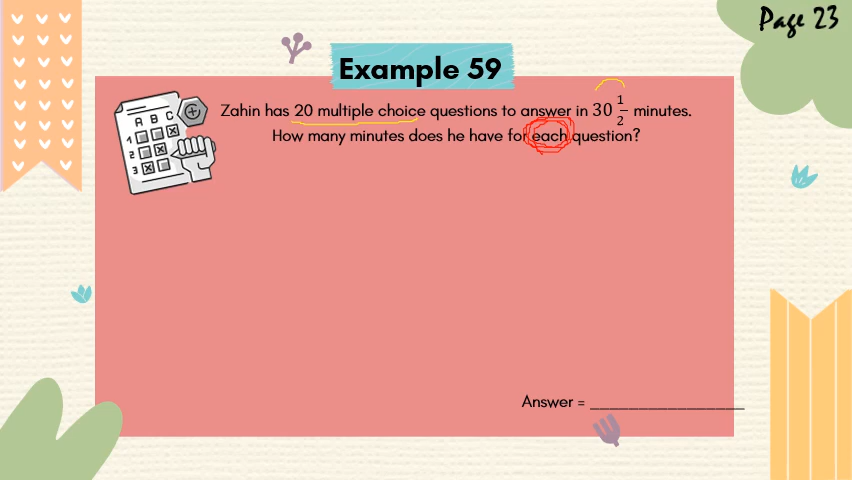 Page 23
Example 59
Zahin has 20 multiple choice questions to answer in 30 1/2 minutes.
How many minutes does he have for each question?
A B C
1
2
3
Answer = ________________